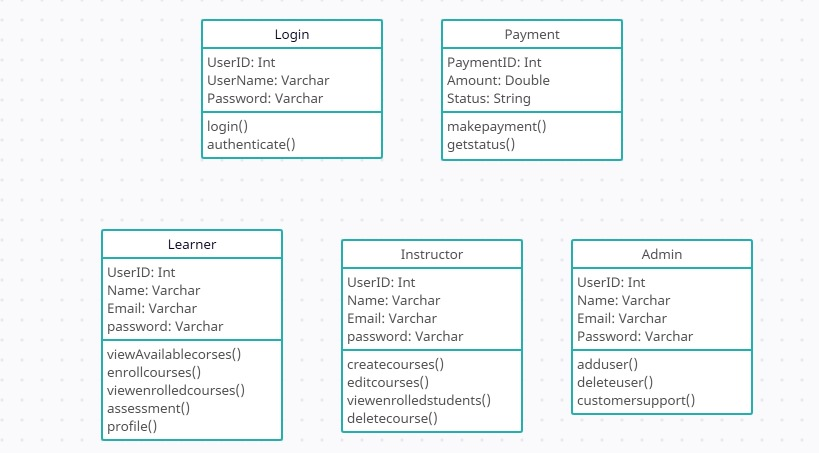 Login
UserID: Int
UserName: Varchar
Password: Varchar
login()
authenticate()
Payment
PaymentID: Int
Amount: Double
Status: String
makepayment()
getstatus()
Learner
UserID: Int
Name: Varchar
Email: Varchar
password: Varchar
viewAvailablecorses()
enrollcourses()
viewenrolledcourses()
assessment()
profile()
Instructor
UserID: Int
Name: Varchar
Email: Varchar
password: Varchar
createcourses()
editcourses()
viewenrolledstudents()
deletecourse()
Admin
UserID: Int
Name: Varchar
Email: Varchar
Password: Varchar
adduser()
deleteuser()
customersupport()